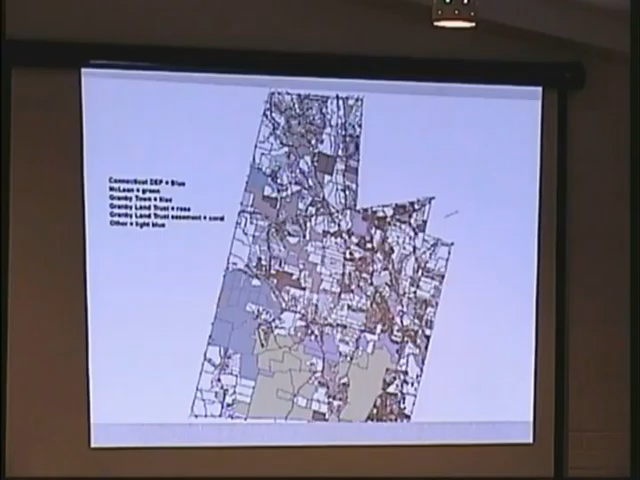 Connecticut DEP = Blue
McLean = green
Granby Town = lilac
Granby Land Trust = rose
Granby Land Trust easement = coral
Other = light blue